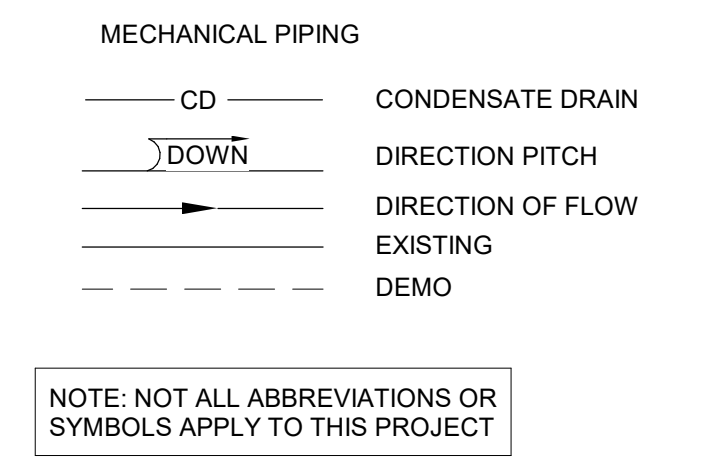 MECHANICAL PIPING
CD CONDENSATE DRAIN
DOWN DIRECTION PITCH
DIRECTION OF FLOW
EXISTING
DEMO
NOTE: NOT ALL ABBREVIATIONS OR
SYMBOLS APPLY TO THIS PROJECT